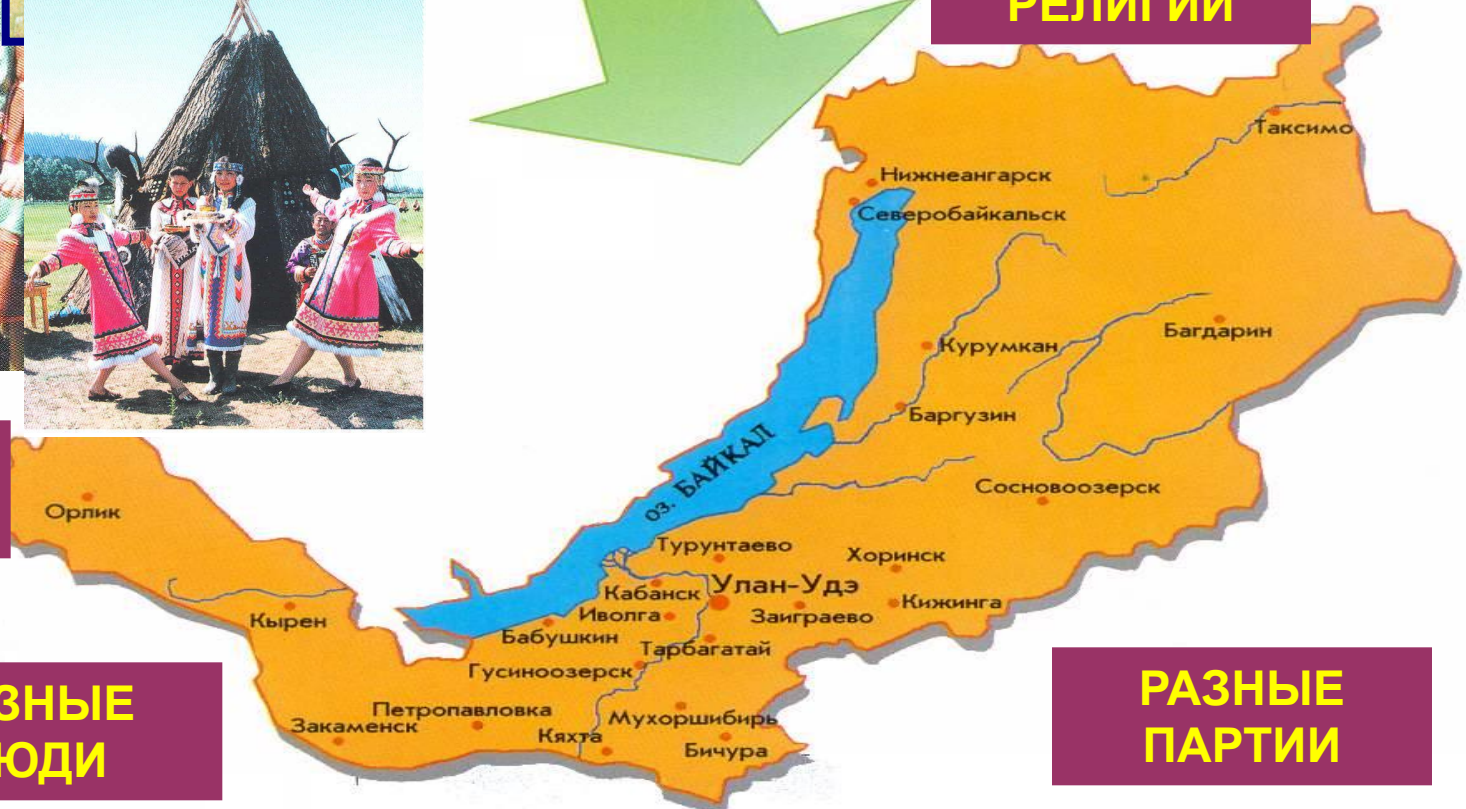 РЕЛИГИИ
Таксимо
Нижнеангарск
Северобайкальск
Багдарин
Курумкан
Баргузин
оз. БАЙКАЛ
Сосновоозерск
Орлик
Турунтаево
Хоринск
Улан-Удэ
Кабанск
Кижинга
Иволга
Заиграево
Кырен
Бабушкин
Тарбагатай
Гусиноозерск
Петропавловка
Закаменск
Мухоршибирь
Кяхта
Бичура
ЗНЫЕ
ЮДИ
РАЗНЫЕ
ПАРТИИ